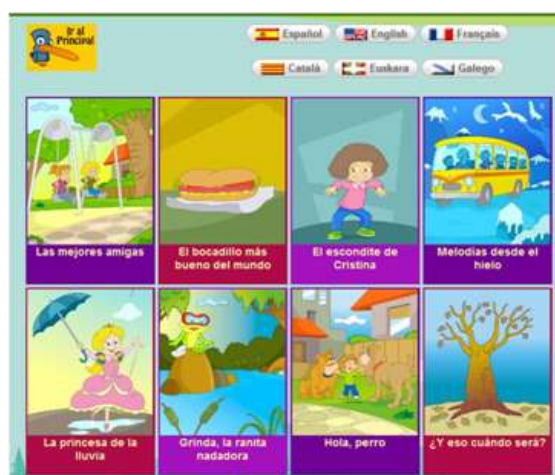 Ir al
Principal
Español
English
Français
Català
Euskara
Galego
Las mejores amigas
El bocadillo más
bueno del mundo
El escondite de
Cristina
Melodías desde el
hielo
La princesa de la
lluvia
Grinda, la ranita
nadadora
Hola, perro
¿Y eso cuándo será?